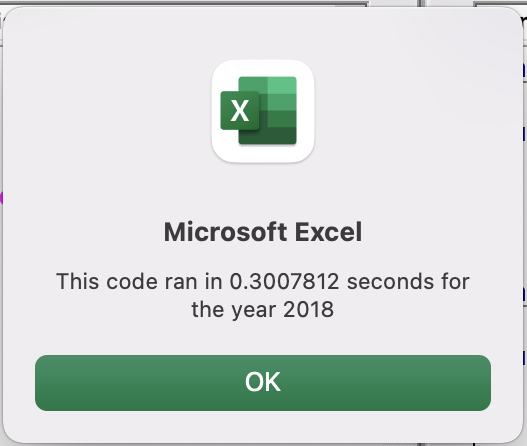 X
Microsoft Excel
This code ran in 0.3007812 seconds for
the year 2018
OK